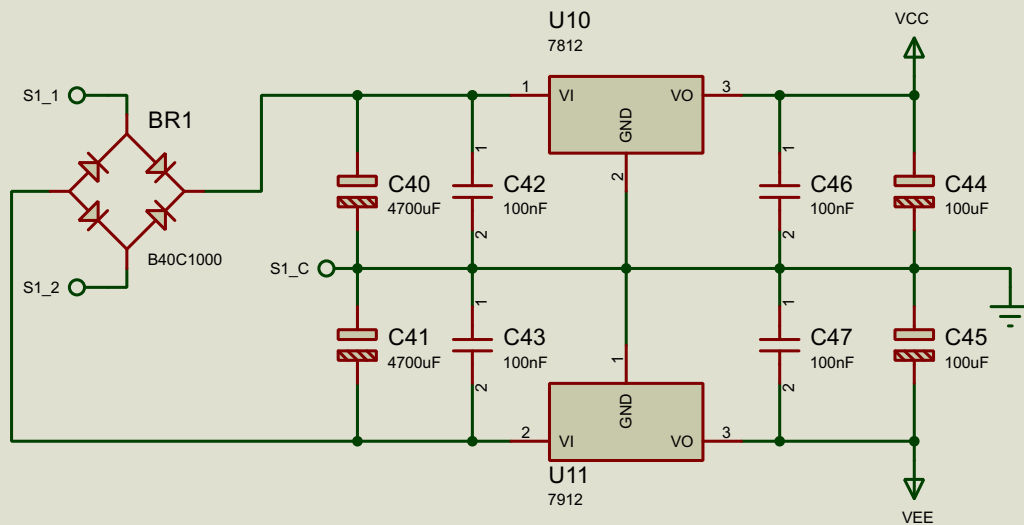 U10
7812
VCC
S1_1
BR1
1
VI
VO
3
GND
2
1
1
C40
4700uF
C42
100nF
C46
100nF
C44
100uF
2
2
B40C1000
S1_C
S1_2
1
1
1
C41
4700uF
C43
100nF
C47
100nF
C45
100uF
2
2
GND
2
VI
VO
3
U11
7912
VEE